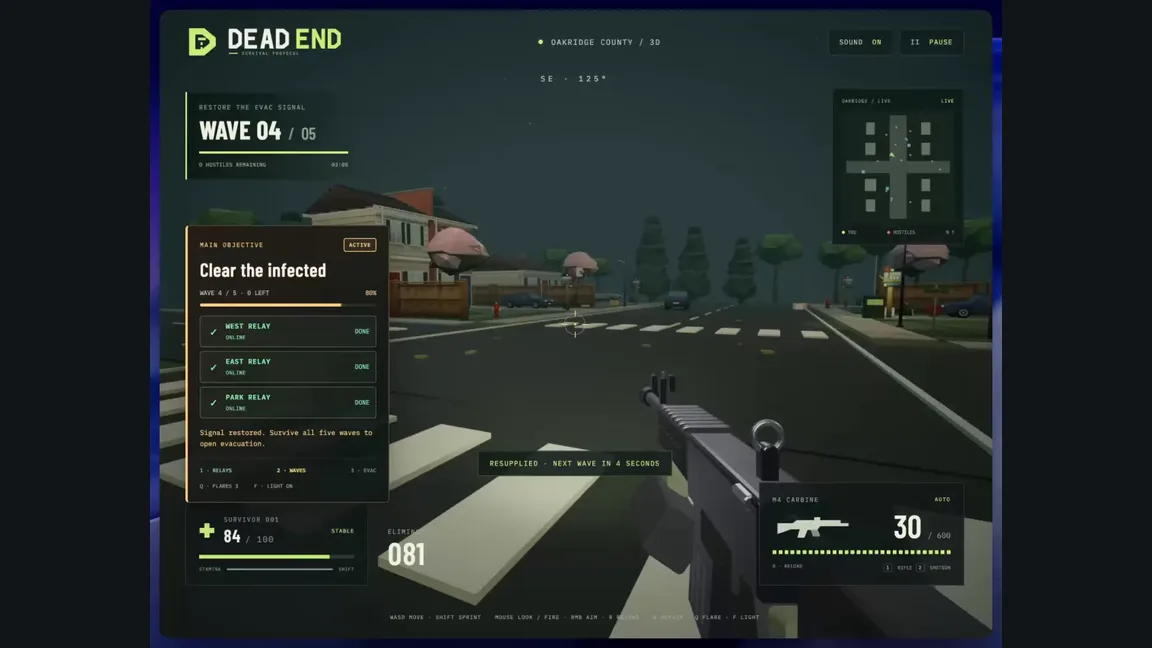 DEAD END
SURVIVAL PROTOCOL
OAKRIDGE COUNTY / 3D
SOUND ON
II PAUSE
SE · 125°
RESTORE THE EVAC SIGNAL
WAVE 04 / 05
0 HOSTILES REMAINING
OAKRIDGE / LIVE LIVE
YOU HOSTILES N ↑
MAIN OBJECTIVE ACTIVE
Clear the infected
WAVE 4 / 5 · 0 LEFT 80%
✓ WEST RELAY DONE
ONLINE
✓ EAST RELAY DONE
ONLINE
✓ PARK RELAY DONE
ONLINE
Signal restored. Survive all five waves to
open evacuation.
1 · RELAYS 2 · WAVES 3 · EVAC
Q · FLARES 3 F · LIGHT ON
RESUPPLIED · NEXT WAVE IN 4 SECONDS
SURVIVOR 001
84 / 100 STABLE
STAMINA SHIFT
ELIMIN
081
M4 CARBINE AUTO
30 / 600
R · RELOAD 1 RIFLE 2 SHOTGUN
WASD MOVE · SHIFT SPRINT MOUSE LOOK / FIRE · RMB AIM · R RELOAD · Q FLARE · F LIGHT